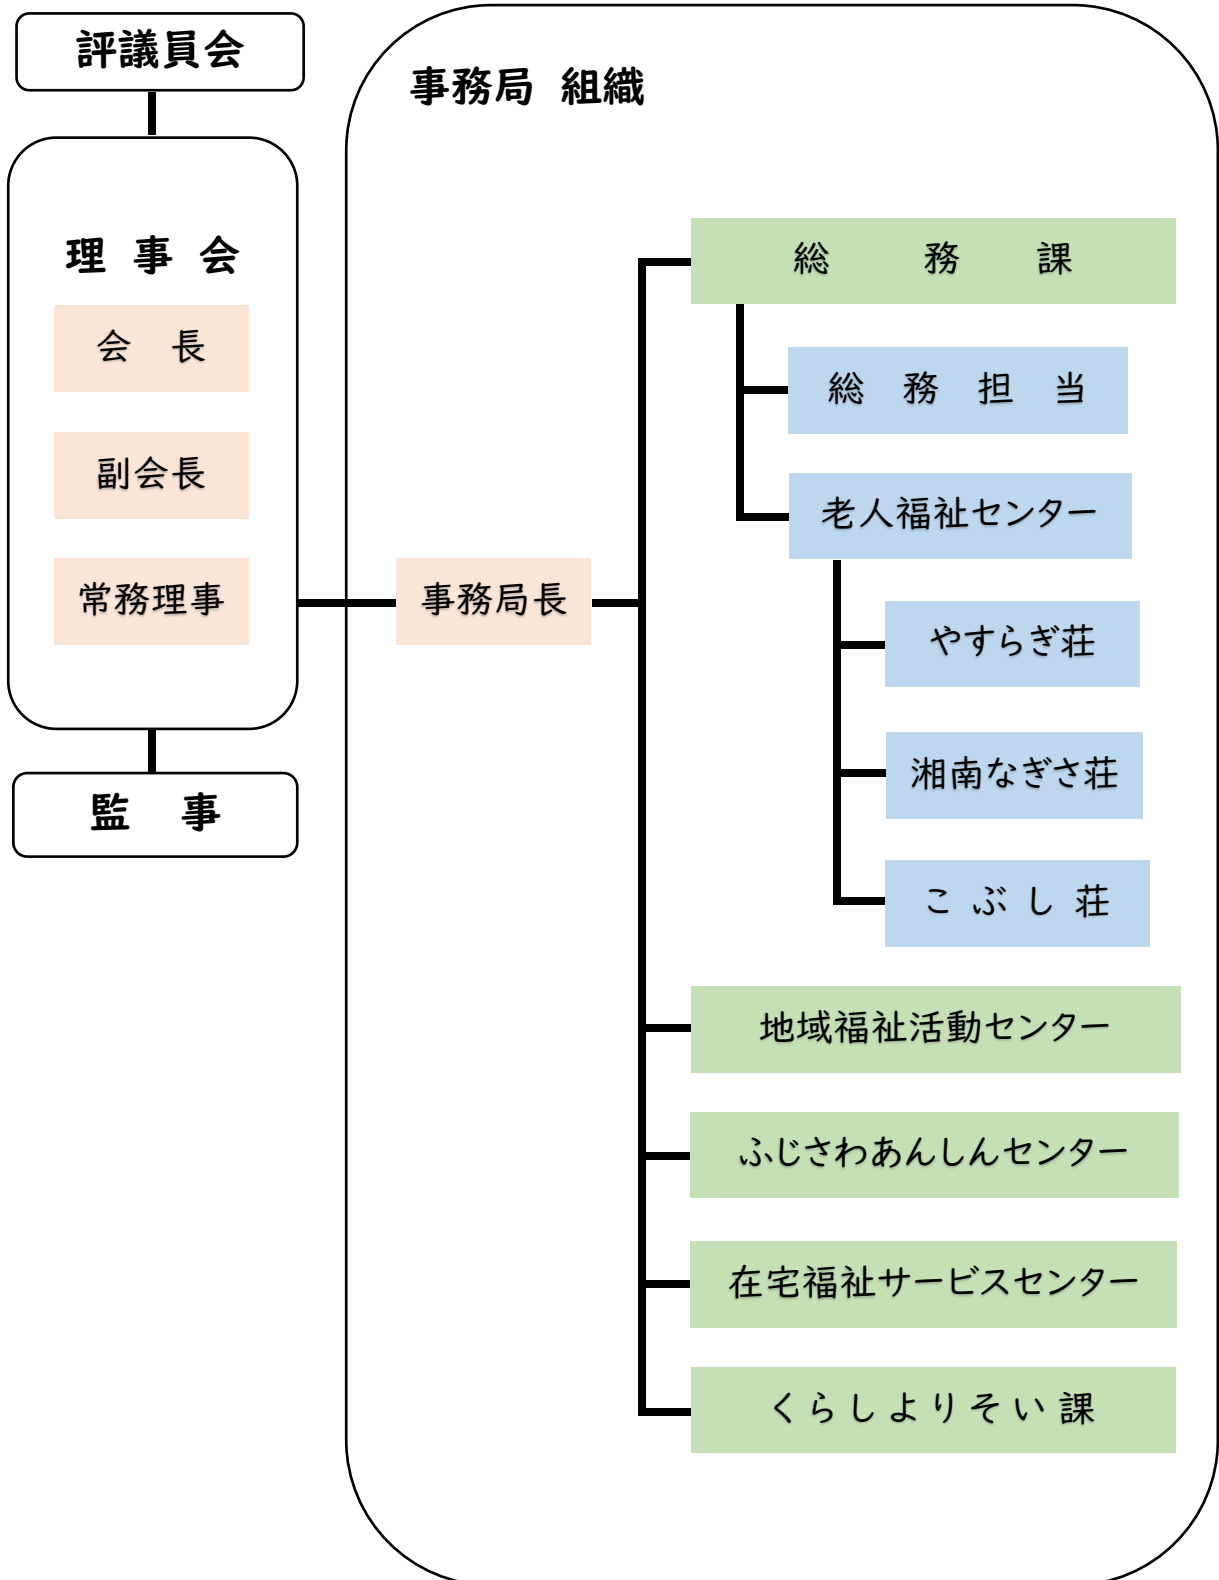 評議員会
理 事 会
会 長
副会長
常務理事
監 事
事務局 組織
事務局長
総 務 課
総 務 担 当
老人福祉センター
やすらぎ荘
湘南なぎさ荘
こ ぶ し 荘
地域福祉活動センター
ふじさわあんしんセンター
在宅福祉サービスセンター
く ら し よ り そ い 課